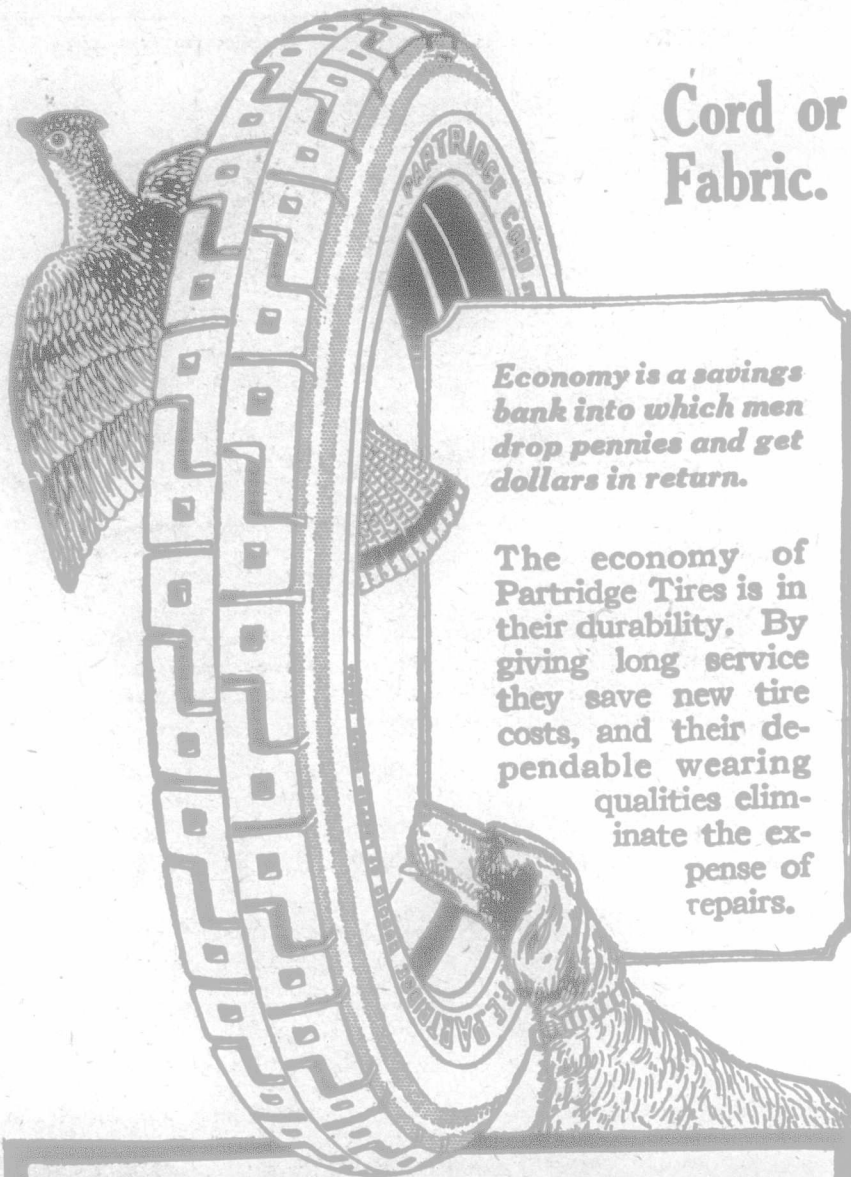 Cord or
Fabric.
PARTRIDGE CORD
Economy is a savings
bank into which men
drop pennies and get
dollars in return.
The economy of
Partridge Tires is in
their durability. By
giving long service
they save new tire
costs, and their de-
pendable wearing
qualities elim-
inate the ex-
pense of
repairs.
F.E. PARTRIDGE